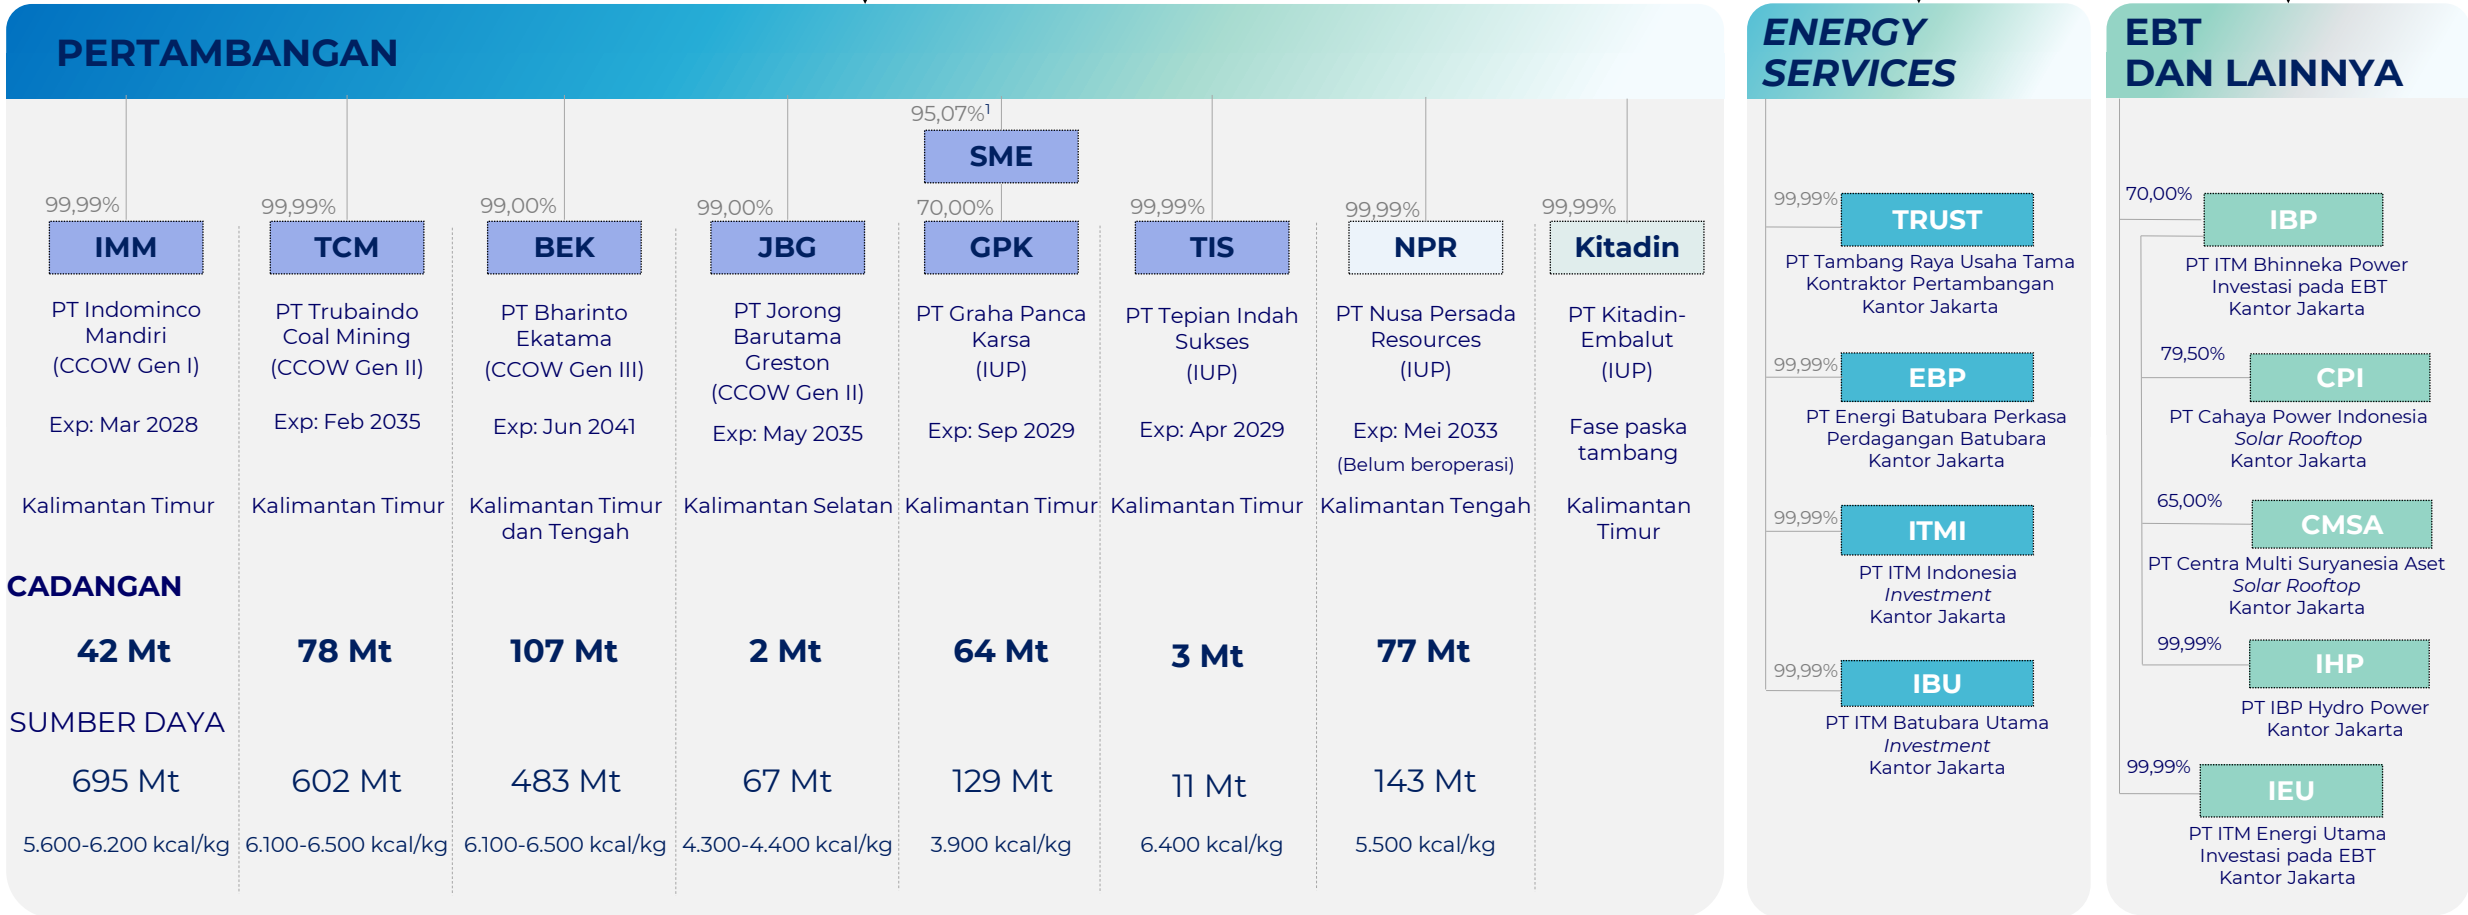 PERTAMBANGAN
95,07%¹
SME
99,99%
IMM
PT Indominco
Mandiri
(CCOW Gen I)
Exp: Mar 2028
Kalimantan Timur
99,99%
TCM
PT Trubaindo
Coal Mining
(CCOW Gen II)
Exp: Feb 2035
Kalimantan Timur
99,00%
BEK
PT Bharinto
Ekatama
(CCOW Gen III)
Exp: Jun 2041
Kalimantan Timur
dan Tengah
99,00%
JBG
PT Jorong
Barutama
Greston
(CCOW Gen II)
Exp: May 2035
Kalimantan Selatan
70,00%
GPK
PT Graha Panca
Karsa
(IUP)
Exp: Sep 2029
Kalimantan Timur
99,99%
TIS
PT Tepian Indah
Sukses
(IUP)
Exp: Apr 2029
Kalimantan Timur
99,99%
NPR
PT Nusa Persada
Resources
(IUP)
Exp: Mei 2033
(Belum beroperasi)
Kalimantan Tengah
99,99%
Kitadin
PT Kitadin-
Embalut
(IUP)
Fase paska
tambang
Kalimantan
Timur
CADANGAN
42 Mt
78 Mt
107 Mt
2 Mt
64 Mt
3 Mt
77 Mt
SUMBER DAYA
695 Mt
602 Mt
483 Mt
67 Mt
129 Mt
11 Mt
143 Mt
5.600-6.200 kcal/kg
6.100-6.500 kcal/kg
6.100-6.500 kcal/kg
4.300-4.400 kcal/kg
3.900 kcal/kg
6.400 kcal/kg
5.500 kcal/kg
ENERGY
SERVICES
99,99%
TRUST
PT Tambang Raya Usaha Tama
Kontraktor Pertambangan
Kantor Jakarta
99,99%
EBP
PT Energi Batubara Perkasa
Perdagangan Batubara
Kantor Jakarta
99,99%
ITMI
PT ITM Indonesia
Investment
Kantor Jakarta
99,99%
IBU
PT ITM Batubara Utama
Investment
Kantor Jakarta
EBT
DAN LAINNYA
70,00%
IBP
PT ITM Bhinneka Power
Investasi pada EBT
Kantor Jakarta
79,50%
CPI
PT Cahaya Power Indonesia
Solar Rooftop
Kantor Jakarta
65,00%
CMSA
PT Centra Multi Suryanesia Aset
Solar Rooftop
Kantor Jakarta
99,99%
IHP
PT IBP Hydro Power
Kantor Jakarta
99,99%
IEU
PT ITM Energi Utama
Investasi pada EBT
Kantor Jakarta